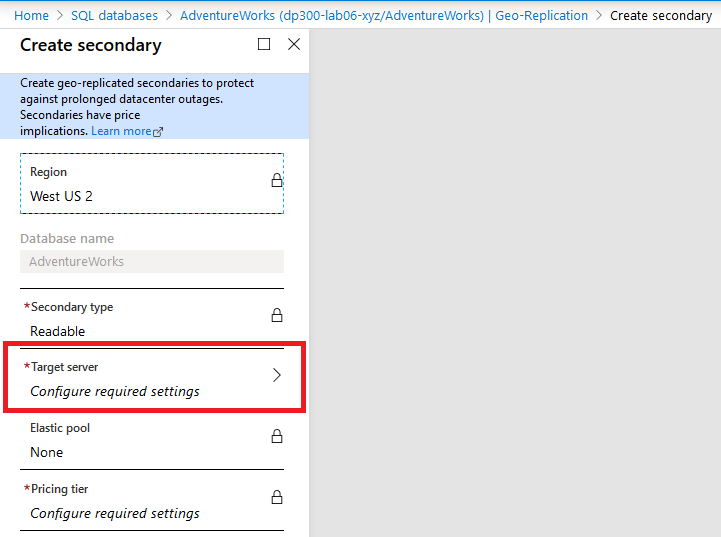 Home > SQL databases > AdventureWorks (dp300-lab06-xyz/AdventureWorks) | Geo-Replication > Create secondary
Create secondary
Create geo-replicated secondaries to protect
against prolonged datacenter outages.
Secondaries have price
implications. Learn more
Region
West US 2
Database name
AdventureWorks
*Secondary type
Readable
*Target server
Configure required settings
Elastic pool
None
*Pricing tier
Configure required settings